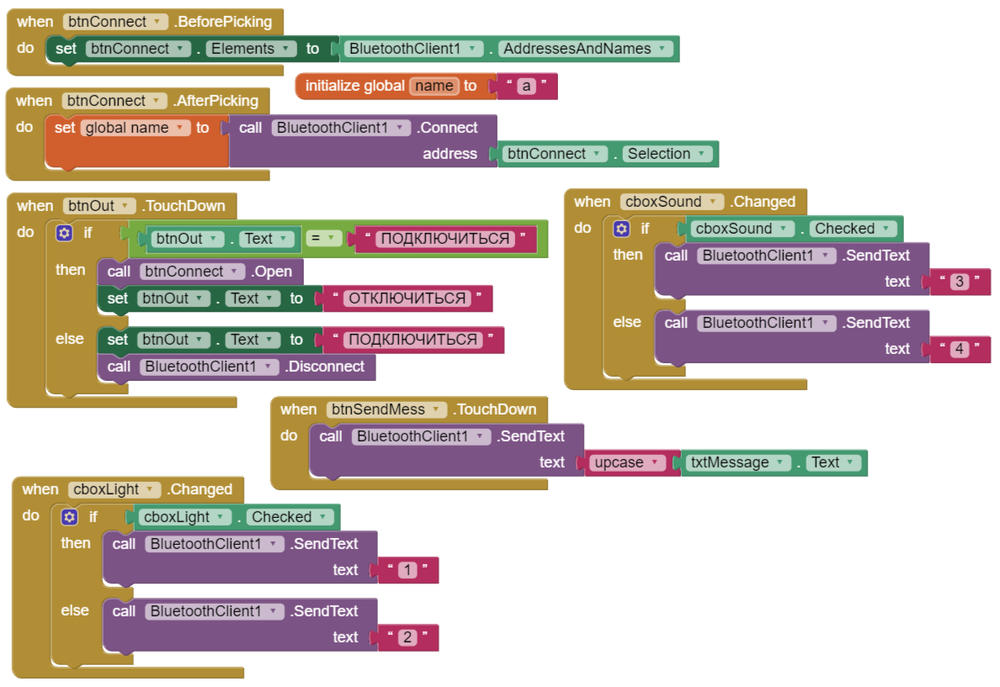 when btnConnect .BeforePicking
do set btnConnect . Elements to BluetoothClient1 . AddressesAndNames
initialize global name to “ a ”
when btnConnect .AfterPicking
do set global name to call BluetoothClient1 .Connect
address btnConnect . Selection
when btnOut .TouchDown
do if btnOut . Text = “ ПОДКЛЮЧИТЬСЯ ”
then call btnConnect .Open
set btnOut . Text to “ ОТКЛЮЧИТЬСЯ ”
else set btnOut . Text to “ ПОДКЛЮЧИТЬСЯ ”
call BluetoothClient1 .Disconnect
when cboxSound .Changed
do if cboxSound . Checked
then call BluetoothClient1 .SendText
text “ 3 ”
else call BluetoothClient1 .SendText
text “ 4 ”
when btnSendMess .TouchDown
do call BluetoothClient1 .SendText
text upcase txtMessage . Text
when cboxLight .Changed
do if cboxLight . Checked
then call BluetoothClient1 .SendText
text “ 1 ”
else call BluetoothClient1 .SendText
text “ 2 ”